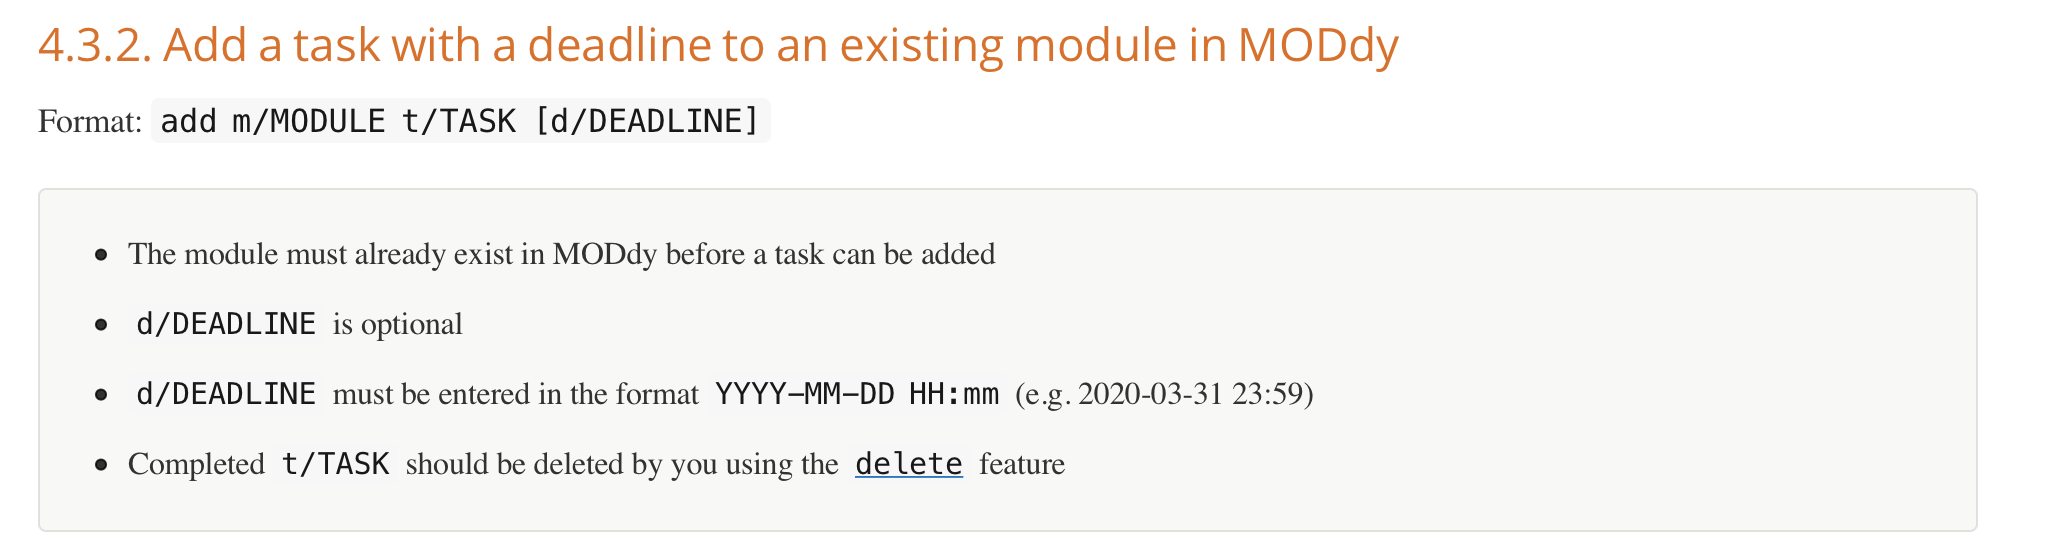 4.3.2. Add a task with a deadline to an existing module in MODdy
Format: add m/MODULE t/TASK [d/DEADLINE]
• The module must already exist in MODdy before a task can be added
• d/DEADLINE is optional
• d/DEADLINE must be entered in the format YYYY-MM-DD HH:mm (e.g. 2020-03-31 23:59)
• Completed t/TASK should be deleted by you using the delete feature